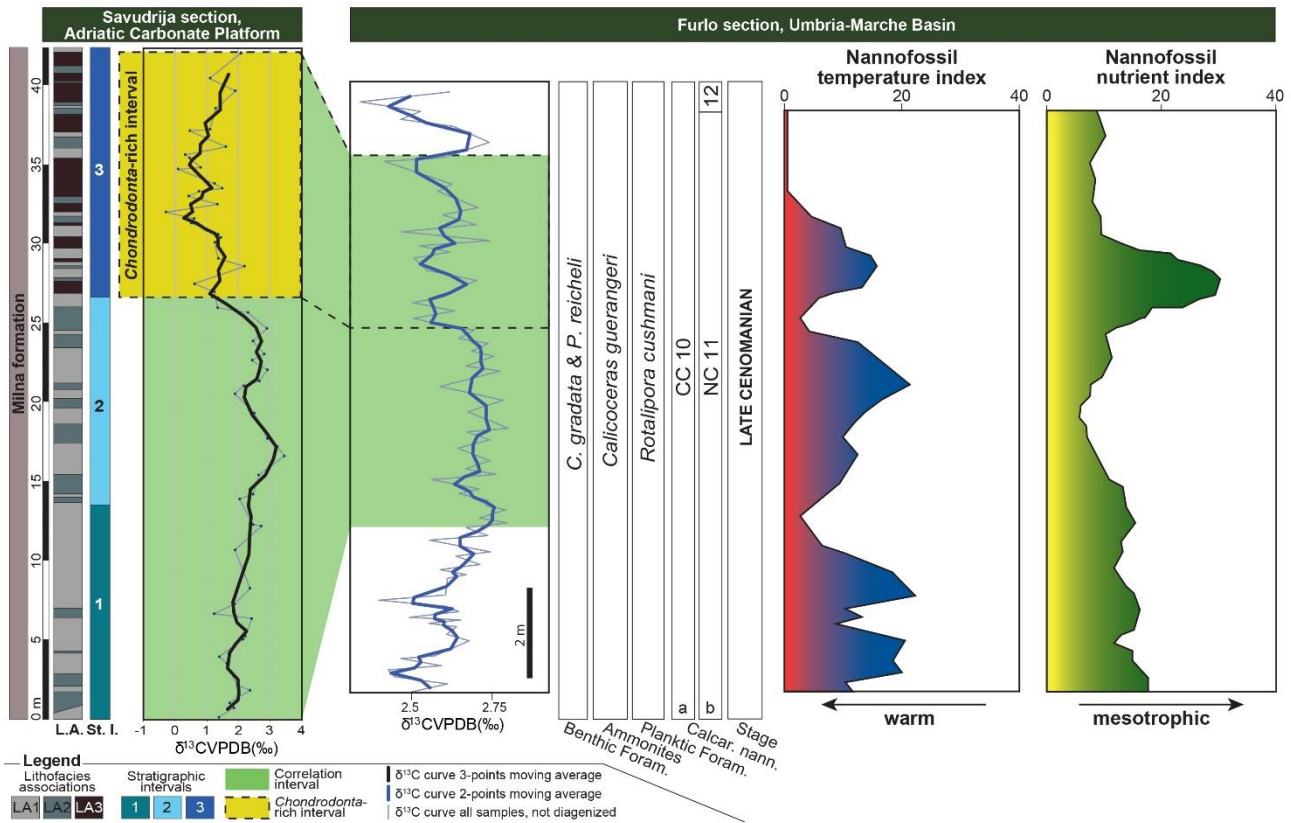 Savudrija section,
Adriatic Carbonate Platform
Furlo section, Umbria-Marche Basin
Nannofossil
temperature index
Nannofossil
nutrient index
0 20 40
0 20 40
Milna formation
40
35
30
25
20
15
10
5
0 m
3
2
1
Chondrodonta-rich interval
L.A. St. I.
-1 0 1 2 3 4
δ¹³CVPDB(‰)
2.5 2.75
δ¹³CVPDB(‰)
2 m
C. gradata & P. reicheli
Calicoceras guerangeri
Rotalipora cushmani
CC 10
a
12
NC 11
b
LATE CENOMANIAN
Benthic Foram.
Ammonites
Planktic Foram.
Calcar. nann.
Stage
warm
mesotrophic
Legend
Lithofacies
associations
LA1 LA2 LA3
Stratigraphic
intervals
1 2 3
Correlation
interval
Chondrodonta-
rich interval
δ¹³C curve 3-points moving average
δ¹³C curve 2-points moving average
δ¹³C curve all samples, not diagenized